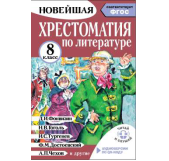 НОВЕЙШАЯ
ФГОС
ХРЕСТОМАТИЯ
ПО ЛИТЕРАТУРЕ
8
КЛАСС
Д.И. Фонвизин
Н.В. Гоголь
И.С. Тургенев
Ф.М. Достоевский
А.П. Чехов и другие